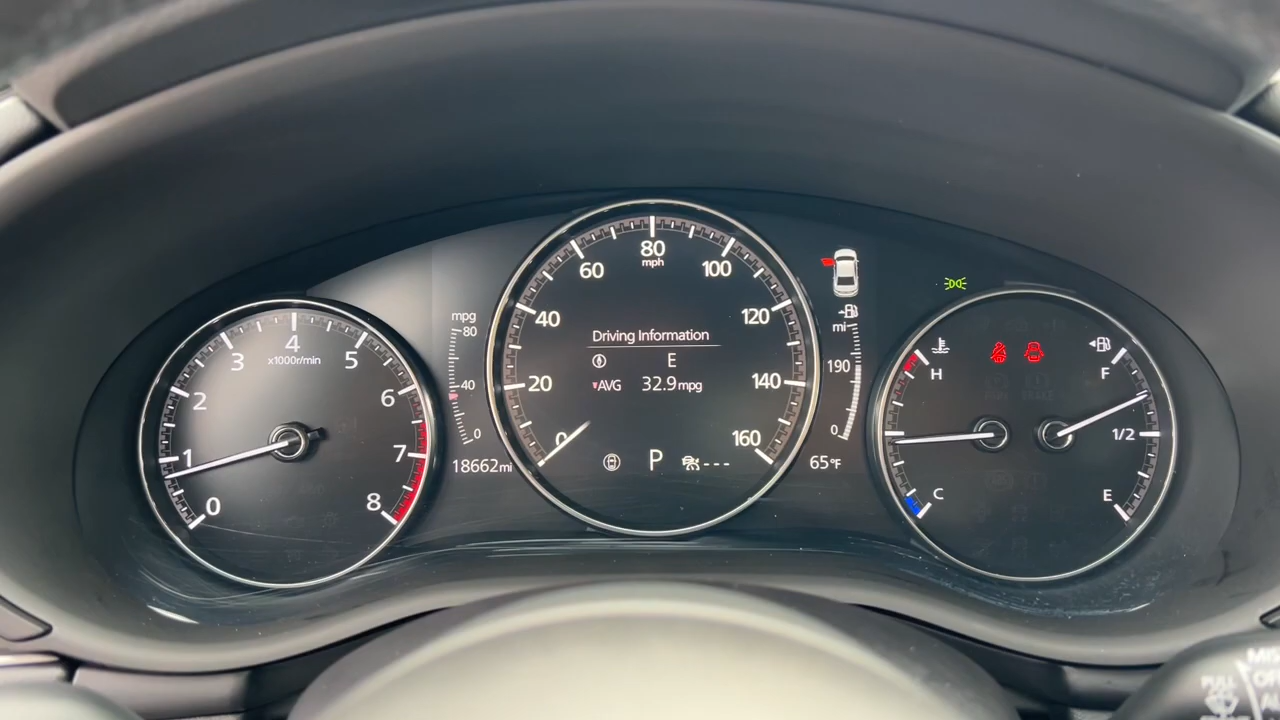 0
1
2
3
4
5
6
7
8
x1000r/min
mpg
80
40
0
18662mi
0
20
40
60
80
mph
100
120
140
160
Driving Information
E
AVG 32.9mpg
P
---
mi
190
0
65°F
H
C
F
1/2
E
PULL